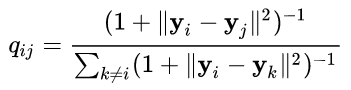 q_{ij} = \frac{(1 + \|\mathbf{y}_i - \mathbf{y}_j\|^2)^{-1}}{\sum_{k \neq i} (1 + \|\mathbf{y}_i - \mathbf{y}_k\|^2)^{-1}}